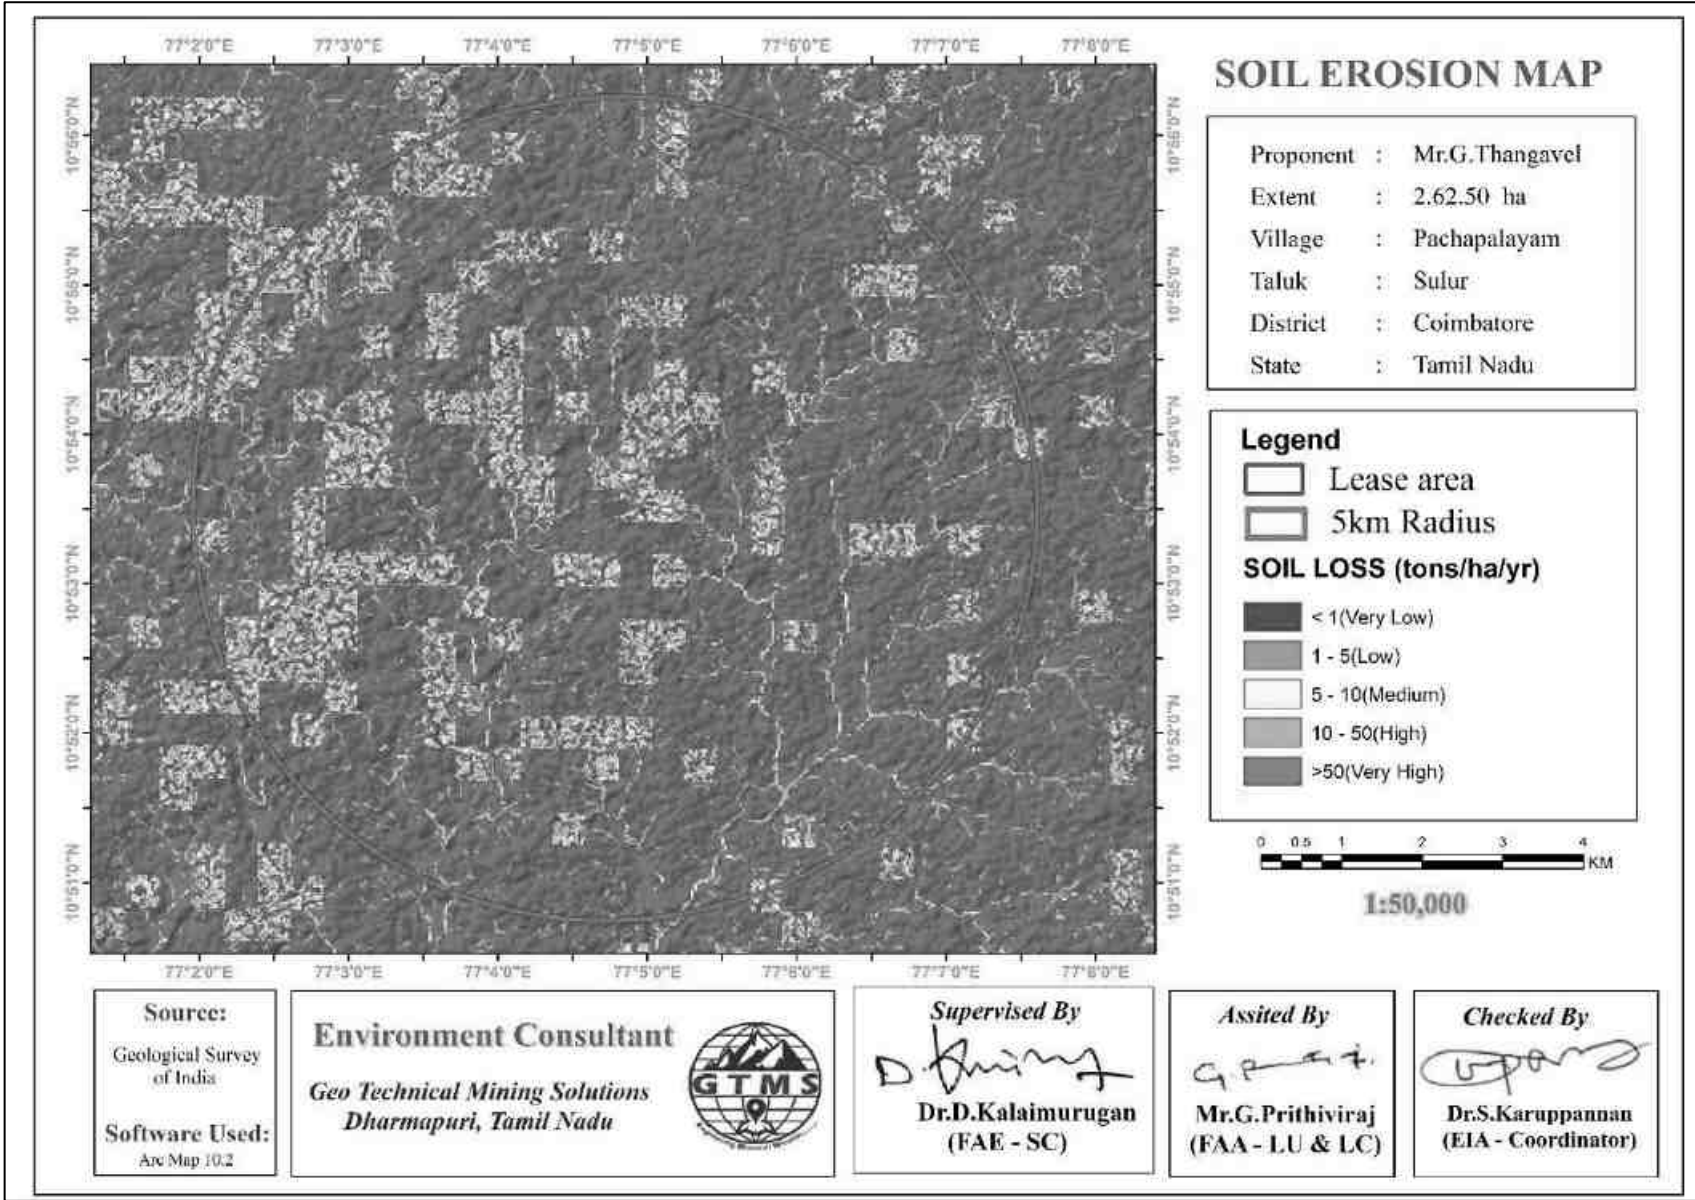 77°2'0"E 77°3'0"E 77°4'0"E 77°5'0"E 77°6'0"E 77°7'0"E 77°8'0"E
SOIL EROSION MAP
Proponent : Mr.G.Thangavel
Extent : 2.62.50 ha
Village : Pachapalayam
Taluk : Sulur
District : Coimbatore
State : Tamil Nadu
10°56'0"N 10°56'0"N
10°55'0"N 10°55'0"N
10°54'0"N 10°54'0"N
10°53'0"N 10°53'0"N
10°52'0"N 10°52'0"N
10°51'0"N 10°51'0"N
Legend
Lease area
5km Radius
SOIL LOSS (tons/ha/yr)
< 1(Very Low)
1 - 5(Low)
5 - 10(Medium)
10 - 50(High)
>50(Very High)
0 0.5 1 2 3 4
KM
1:50,000
77°2'0"E 77°3'0"E 77°4'0"E 77°5'0"E 77°6'0"E 77°7'0"E 77°8'0"E
Source:
Geological Survey
of India
Software Used:
Arc Map 10.2
Environment Consultant
Geo Technical Mining Solutions
Dharmapuri, Tamil Nadu
GTMS
Supervised By
Dr.D.Kalaimurugan
(FAE - SC)
Assited By
Mr.G.Prithiviraj
(FAA - LU & LC)
Checked By
Dr.S.Karuppannan
(EIA - Coordinator)